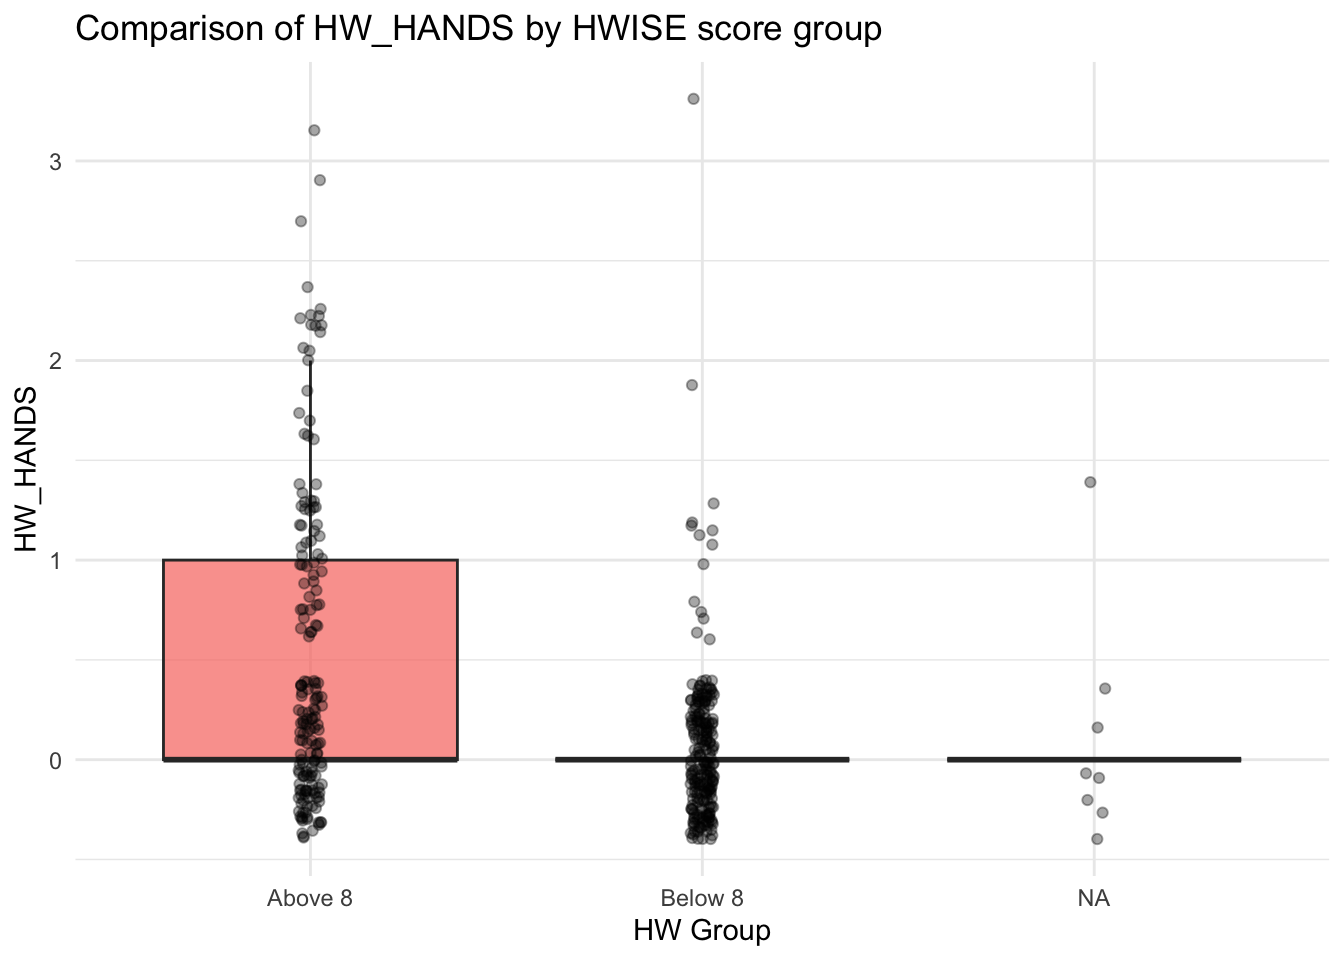 Comparison of HW_HANDS by HWISE score group
3
2
1
0
HW_HANDS
Above 8
Below 8
NA
HW Group